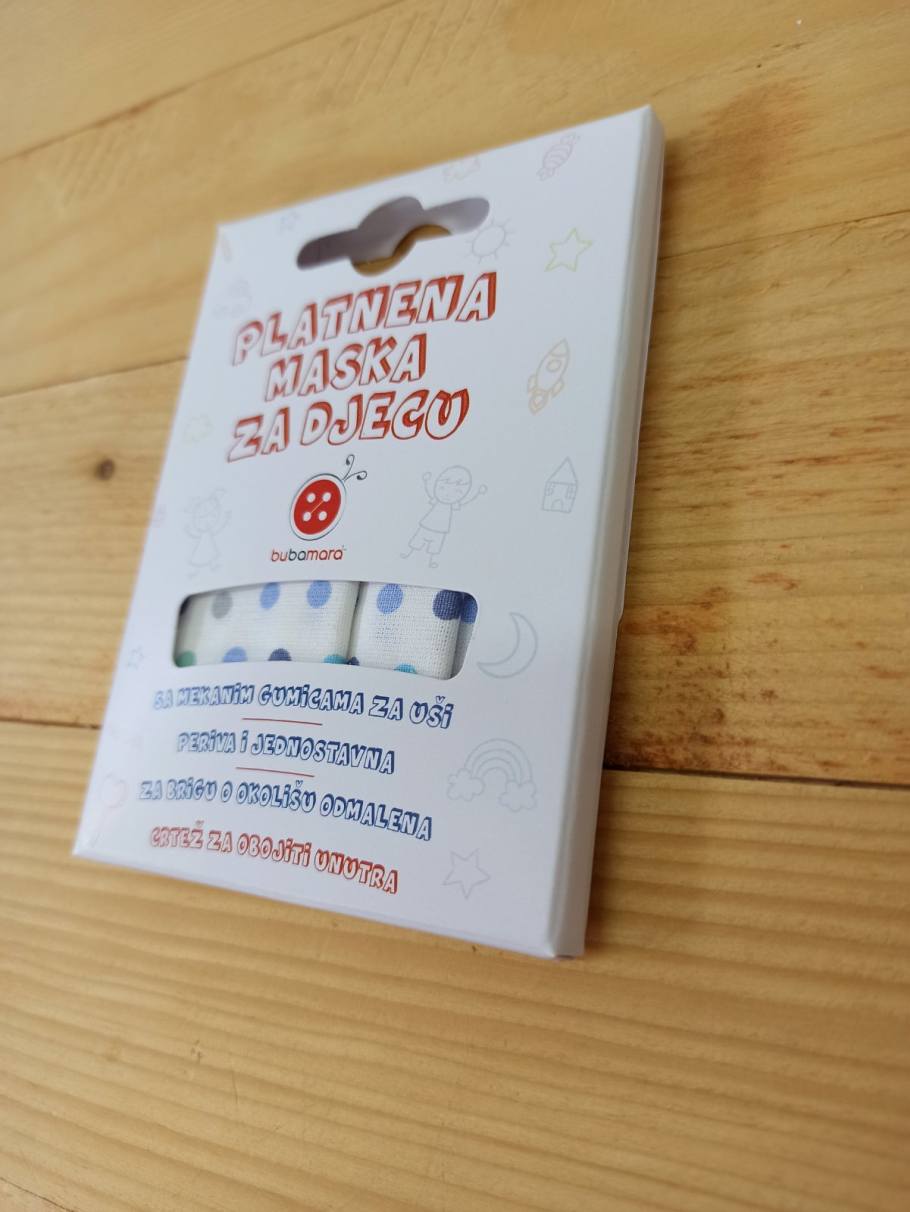 PLATNENA
MASKA
ZA DJECU
bubamara
SA MEKANIM GUMICAMA ZA UŠI
PERIVA I JEDNOSTAVNA
ZA BRIGU O OKOLIŠU ODMALENA
CRTEŽ ZA OBOJITI UNUTRA